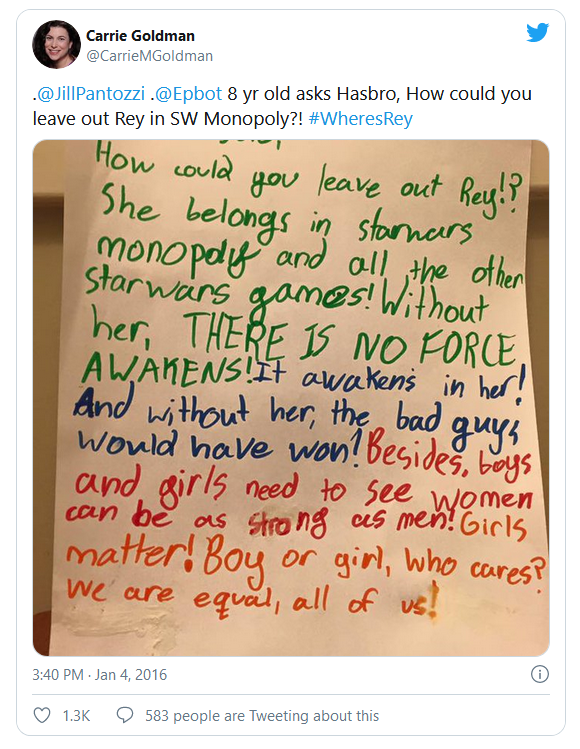 Carrie Goldman
@CarrieMGoldman
.@JillPantozzi .@Epbot 8 yr old asks Hasbro, How could you
leave out Rey in SW Monopoly?! #WheresRey
How could you leave out Rey!?
She belongs in starwars
monopoly and all the other
starwars games! Without
her, THERE IS NO FORCE
AWAKENS! It awakens in her!
And without her, the bad guys
would have won! Besides, boys
and girls need to see women
can be as strong as men! Girls
matter! Boy or girl, who cares?
We are equal, all of us!
3:40 PM · Jan 4, 2016
1.3K 583 people are Tweeting about this